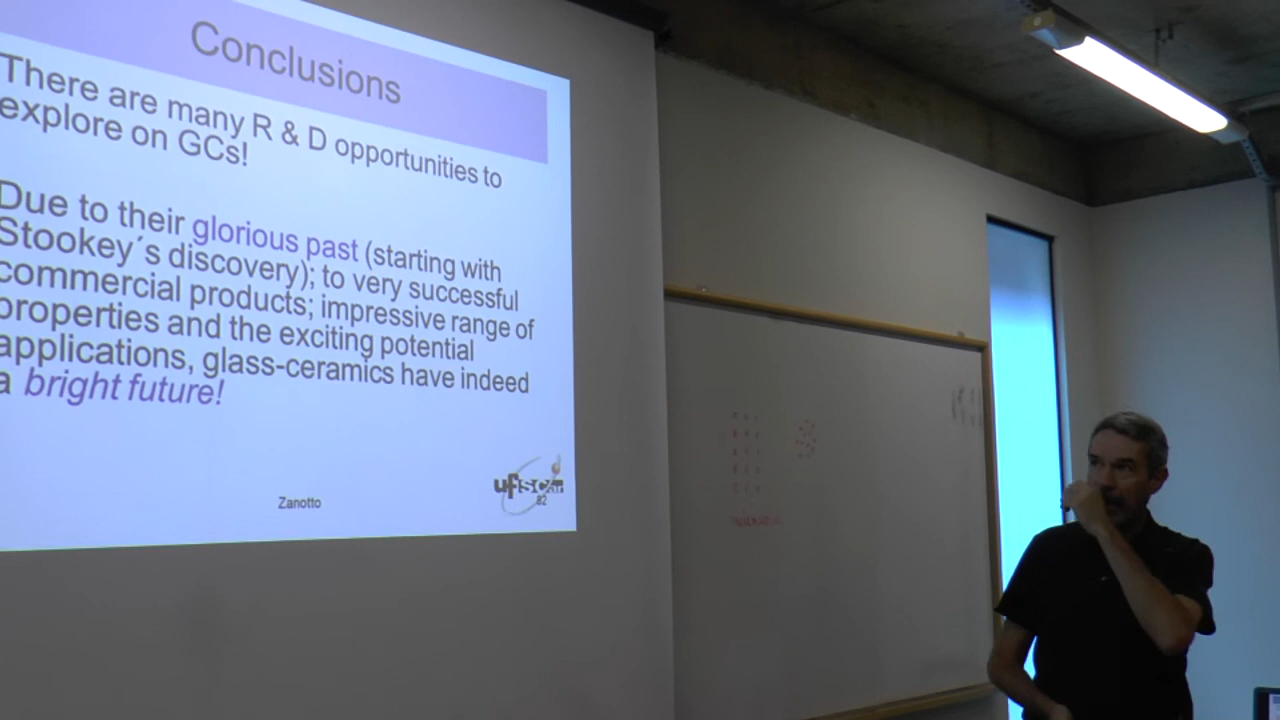 Conclusions
There are many R & D opportunities to
explore on GCs!
Due to their glorious past (starting with
Stookey´s discovery); to very successful
commercial products; impressive range of
properties and the exciting potential
applications, glass-ceramics have indeed
a bright future!
Zanotto
ufscar
82